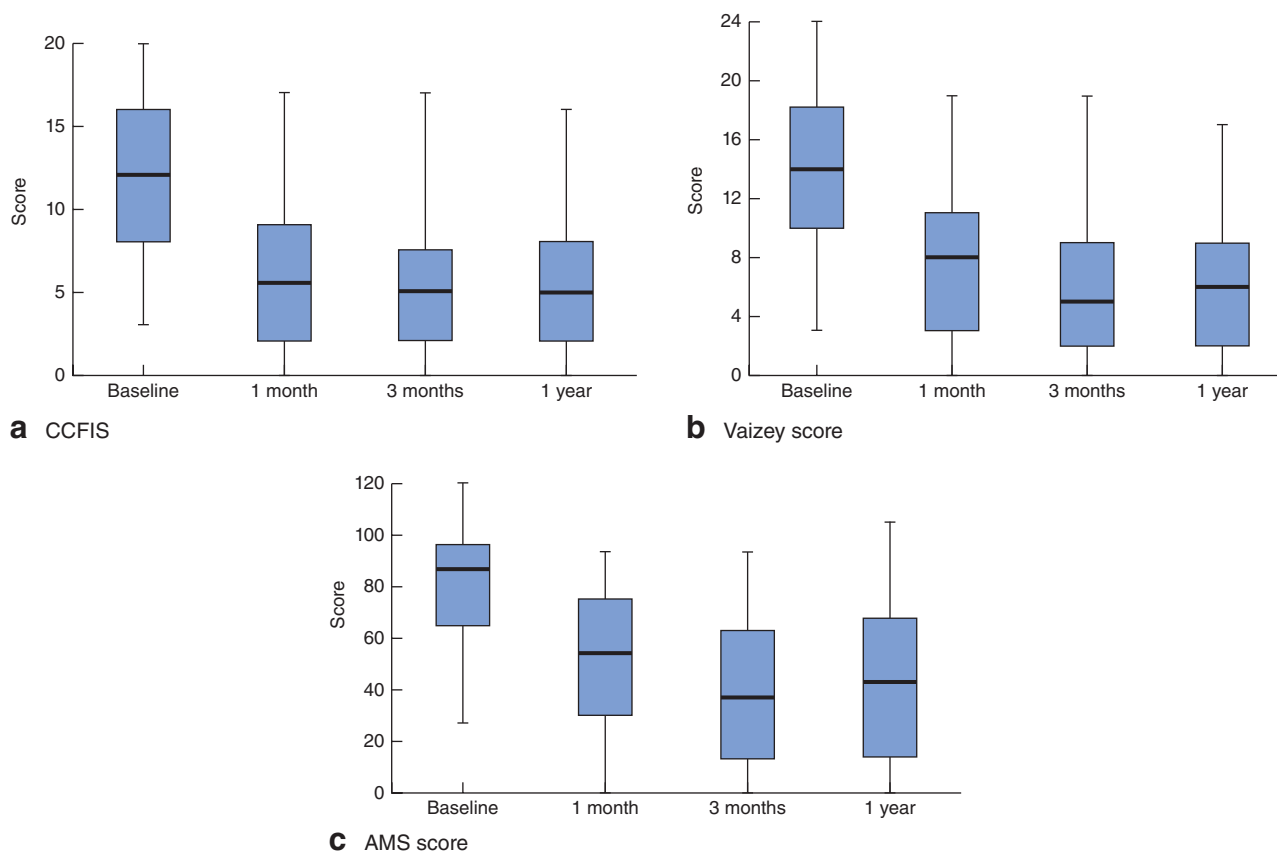 20
15
10
5
0
Score
Baseline
1 month
3 months
1 year
a CCFIS
24
20
16
12
8
4
0
Score
Baseline
1 month
3 months
1 year
b Vaizey score
120
100
80
60
40
20
0
Score
Baseline
1 month
3 months
1 year
c AMS score